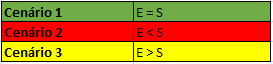 Cenário 1 E = S
Cenário 2 E < S
Cenário 3 E > S